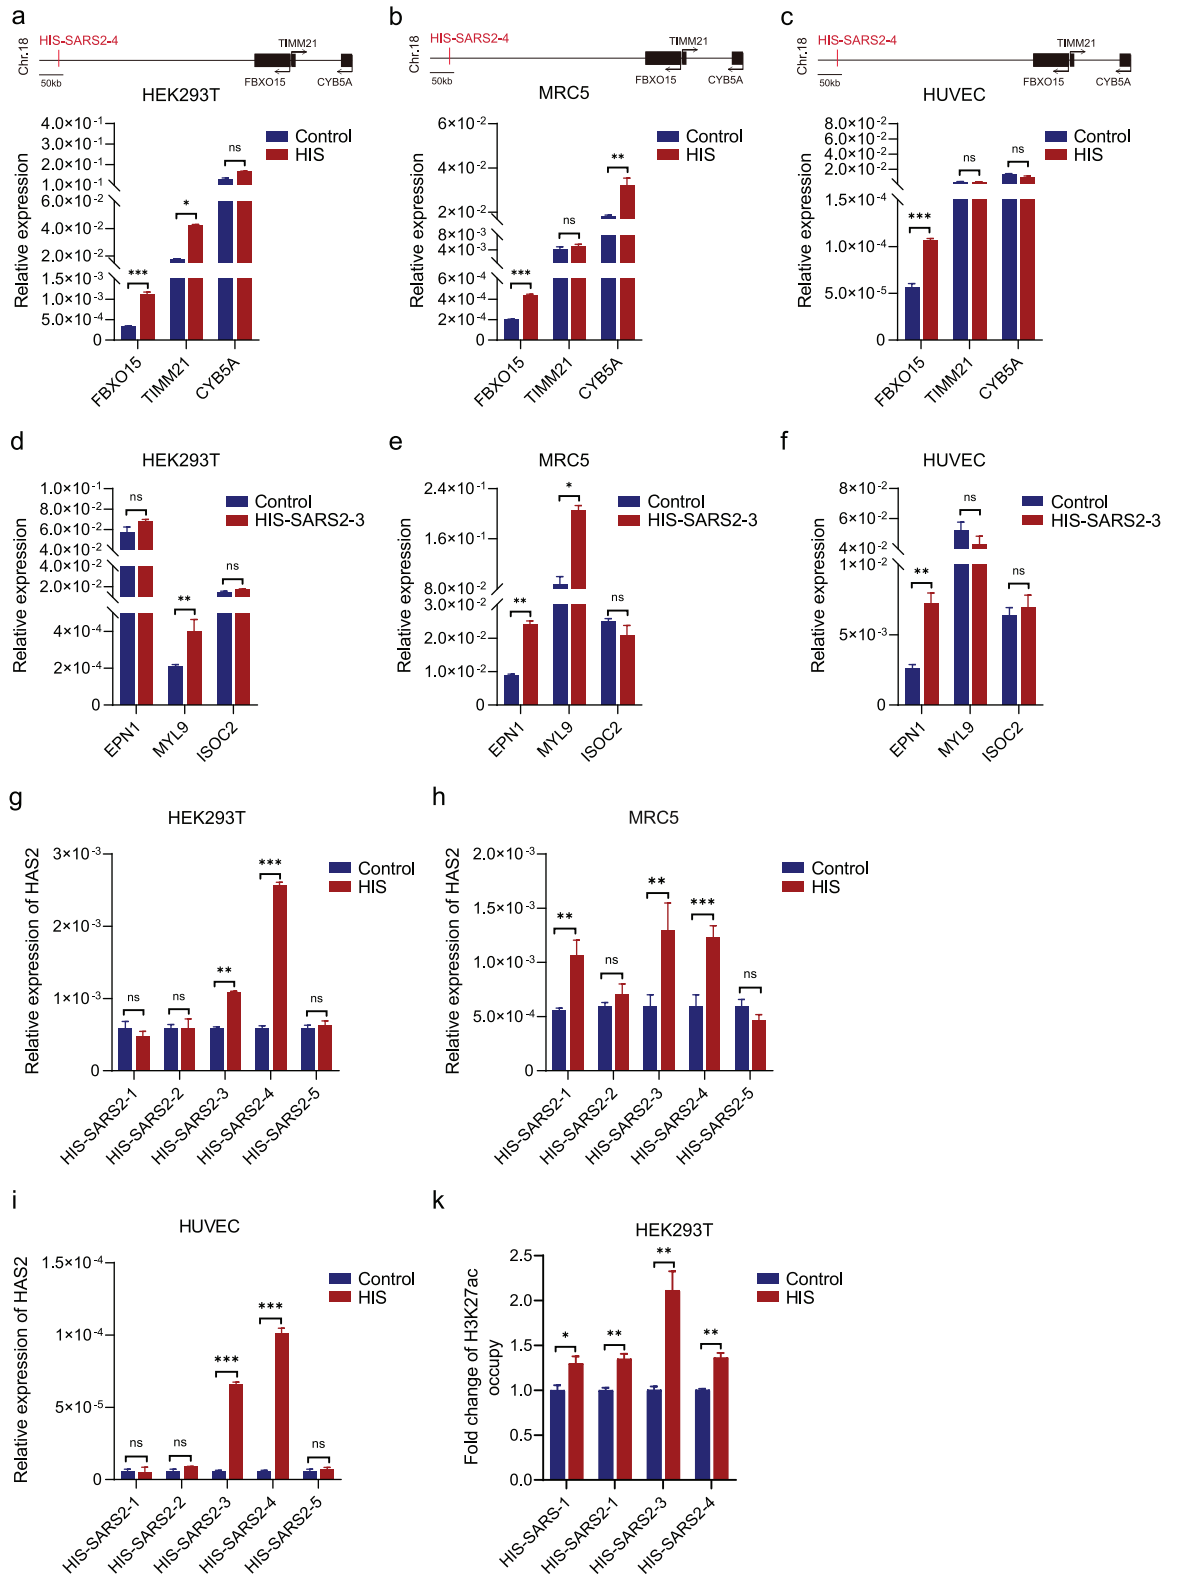 a
Chr.18
HIS-SARS2-4
TIMM21
50kb
FBXO15
CYB5A
HEK293T
Relative expression
4.0×10⁻¹
3.0×10⁻¹
2.0×10⁻¹
1.0×10⁻¹
6.0×10⁻²
4.0×10⁻²
2.0×10⁻²
1.5×10⁻³
1.0×10⁻³
5.0×10⁻⁴
0
***
*
ns
Control
HIS
FBXO15
TIMM21
CYB5A
b
Chr.18
HIS-SARS2-4
TIMM21
50kb
FBXO15
CYB5A
MRC5
Relative expression
6×10⁻²
4×10⁻²
2×10⁻²
8×10⁻³
4×10⁻³
6×10⁻⁴
4×10⁻⁴
2×10⁻⁴
0
***
ns
**
Control
HIS
FBXO15
TIMM21
CYB5A
c
Chr.18
HIS-SARS2-4
TIMM21
50kb
FBXO15
CYB5A
HUVEC
Relative expression
8.0×10⁻²
6.0×10⁻²
4.0×10⁻²
2.0×10⁻²
1.5×10⁻⁴
1.0×10⁻⁴
5.0×10⁻⁵
0
***
ns
ns
Control
HIS
FBXO15
TIMM21
CYB5A
d
HEK293T
Relative expression
1.0×10⁻¹
8.0×10⁻²
6.0×10⁻²
4.0×10⁻²
4.0×10⁻²
2.0×10⁻²
4×10⁻⁴
2×10⁻⁴
0
ns
**
ns
Control
HIS-SARS2-3
EPN1
MYL9
ISOC2
e
MRC5
Relative expression
2.4×10⁻¹
1.6×10⁻¹
8.0×10⁻²
3.0×10⁻²
2.0×10⁻²
1.0×10⁻²
0
**
*
ns
Control
HIS-SARS2-3
EPN1
MYL9
ISOC2
f
HUVEC
Relative expression
8×10⁻²
6×10⁻²
4×10⁻²
1×10⁻²
5×10⁻³
0
**
ns
ns
Control
HIS-SARS2-3
EPN1
MYL9
ISOC2
g
HEK293T
Relative expression of HAS2
3×10⁻³
2×10⁻³
1×10⁻³
0
ns
ns
**
***
ns
Control
HIS
HIS-SARS2-1
HIS-SARS2-2
HIS-SARS2-3
HIS-SARS2-4
HIS-SARS2-5
h
MRC5
Relative expression of HAS2
2.0×10⁻³
1.5×10⁻³
1.0×10⁻³
5.0×10⁻⁴
0
**
ns
**
***
ns
Control
HIS
HIS-SARS2-1
HIS-SARS2-2
HIS-SARS2-3
HIS-SARS2-4
HIS-SARS2-5
i
HUVEC
Relative expression of HAS2
1.5×10⁻⁴
1×10⁻⁴
5×10⁻⁵
0
ns
ns
***
***
ns
Control
HIS
HIS-SARS2-1
HIS-SARS2-2
HIS-SARS2-3
HIS-SARS2-4
HIS-SARS2-5
k
HEK293T
Fold change of H3K27ac
occupy
2.5
2.0
1.5
1.0
0.5
0.0
*
**
**
**
Control
HIS
HIS-SARS-1
HIS-SARS2-1
HIS-SARS2-3
HIS-SARS2-4